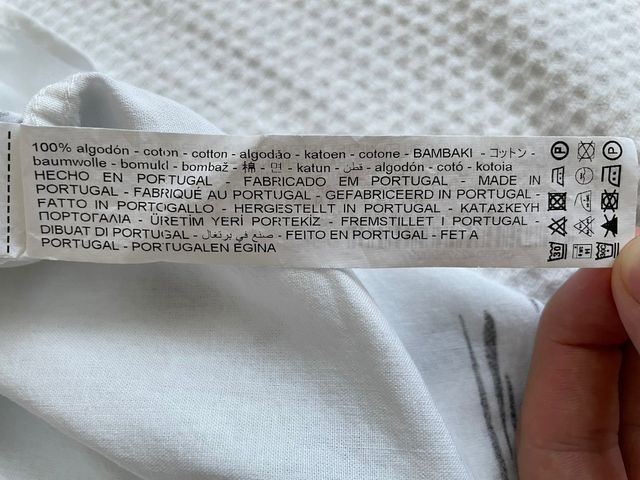 100% algodón - coton - cotton - algodão - katoen - cotone - BAMBAKI - コットン -
baumwolle - bomuld - bombaž - 棉 - 면 - katun - قطن - algodón - cotó - kotoia
HECHO EN PORTUGAL - FABRICADO EM PORTUGAL - MADE IN
PORTUGAL - FABRIQUÉ AU PORTUGAL - GEFABRICEERD IN PORTUGAL -
FATTO IN PORTOGALLO - HERGESTELLT IN PORTUGAL - ΚΑΤΑΣΚΕΥΗ
ΠΟΡΤΟΓΑΛΙΑ - ÜRETİM YERİ PORTEKİZ - FREMSTILLET I PORTUGAL -
DIBUAT DI PORTUGAL - صنع في برتغال - FEITO EN PORTUGAL - FET A
PORTUGAL - PORTUGALEN EGINA
P P
30